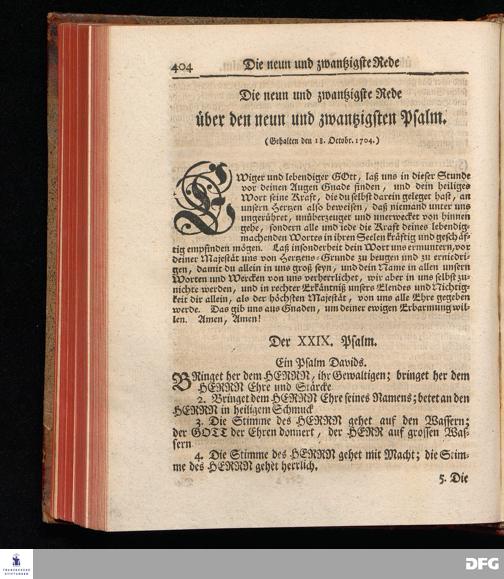 404 Die neun und zwantzigste Rede
Die neun und zwantzigste Rede
über den neun und zwantzigsten Psalm.
(Gehalten den 18. Octobr. 1704.)
EWiger und lebendiger GOtt, laß uns in dieser Stunde
vor deinen Augen Gnade finden, und dein heiliges
Wort seine Kraft, die du selbst darein geleget hast, an
unsern Hertzen also beweisen, daß niemand unter uns
ungerühret, unüberzeuget und unerwecket von hinnen
gehe, sondern alle und iede die Kraft deines lebendig-
machenden Wortes in ihren Seelen kräftig und geschäf-
tig empfinden mögen. Laß insonderheit dein Wort uns ermuntern, vor
deiner Majestät uns von Hertzens-Grunde zu beugen und zu erniedri-
gen, damit du allein in uns groß seyn, und dein Name in allen unsern
Worten und Wercken von uns verherrlichet, wir aber in uns selbst zu-
nichte werden, und in rechter Erkäntniß unsers Elendes und Nichtig-
keit dir allein, als der höchsten Majestät, von uns alle Ehre gegeben
werde. Das gib uns aus Gnaden, um deiner ewigen Erbarmung wil-
len. Amen, Amen!
Der XXIX. Psalm.
Ein Psalm Davids.
BRinget her dem HERRN, ihr Gewaltigen; bringet her dem
HERRN Ehre und Stärcke
2. Bringet dem HERRN Ehre seines Namens; betet an den
HERRN in heiligem Schmuck
3. Die Stimme des HERRN gehet auf den Wassern;
der GOTT der Ehren donnert, der HERR auf grossen Was-
sern
4. Die Stimme des HERRN gehet mit Macht; die Stim-
me des HERRN gehet herrlich.
5. Die
FRANCKESCHE
STIFTUNGEN
DFG